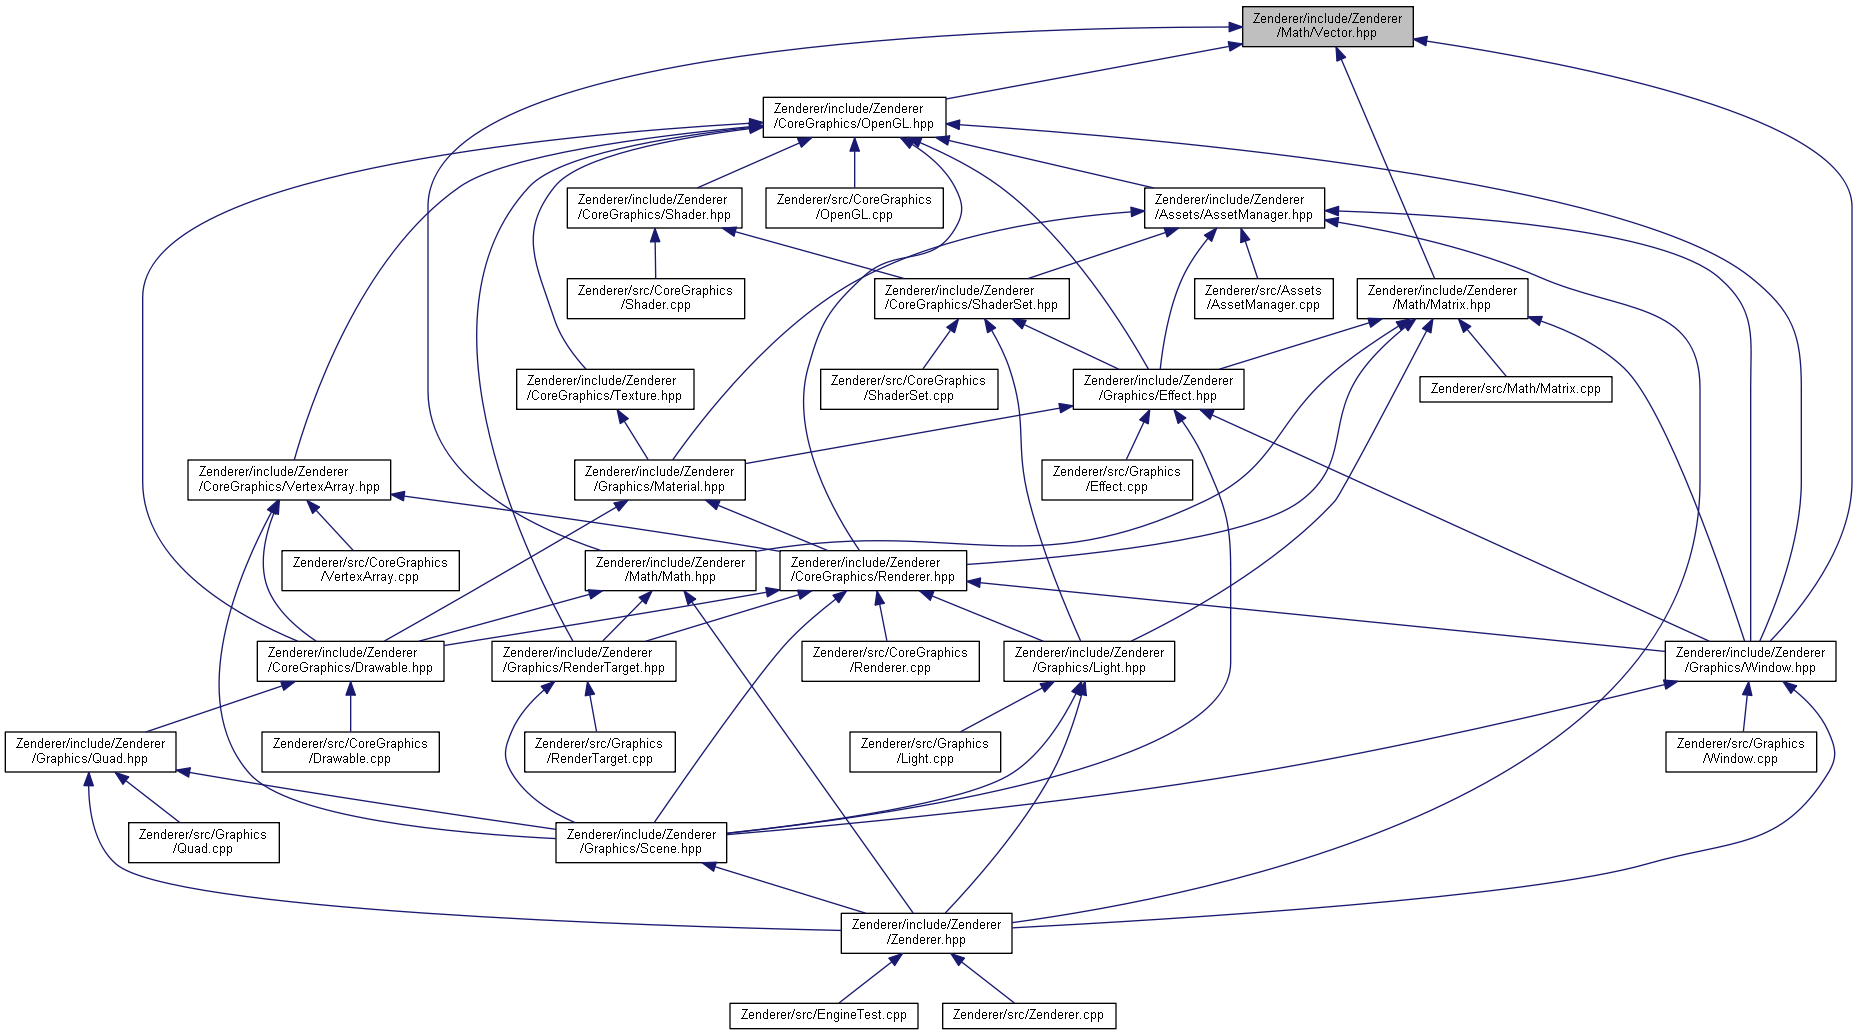 Zenderer/include/Zenderer
/Math/Vector.hpp
Zenderer/include/Zenderer
/CoreGraphics/OpenGL.hpp
Zenderer/include/Zenderer
/CoreGraphics/Shader.hpp
Zenderer/src/CoreGraphics
/OpenGL.cpp
Zenderer/include/Zenderer
/Assets/AssetManager.hpp
Zenderer/src/CoreGraphics
/Shader.cpp
Zenderer/include/Zenderer
/CoreGraphics/ShaderSet.hpp
Zenderer/src/Assets
/AssetManager.cpp
Zenderer/include/Zenderer
/Math/Matrix.hpp
Zenderer/include/Zenderer
/CoreGraphics/Texture.hpp
Zenderer/src/CoreGraphics
/ShaderSet.cpp
Zenderer/include/Zenderer
/Graphics/Effect.hpp
Zenderer/src/Math/Matrix.cpp
Zenderer/include/Zenderer
/CoreGraphics/VertexArray.hpp
Zenderer/include/Zenderer
/Graphics/Material.hpp
Zenderer/src/Graphics
/Effect.cpp
Zenderer/src/CoreGraphics
/VertexArray.cpp
Zenderer/include/Zenderer
/Math/Math.hpp
Zenderer/include/Zenderer
/CoreGraphics/Renderer.hpp
Zenderer/include/Zenderer
/CoreGraphics/Drawable.hpp
Zenderer/include/Zenderer
/Graphics/RenderTarget.hpp
Zenderer/src/CoreGraphics
/Renderer.cpp
Zenderer/include/Zenderer
/Graphics/Light.hpp
Zenderer/include/Zenderer
/Graphics/Window.hpp
Zenderer/include/Zenderer
/Graphics/Quad.hpp
Zenderer/src/CoreGraphics
/Drawable.cpp
Zenderer/src/Graphics
/RenderTarget.cpp
Zenderer/src/Graphics
/Light.cpp
Zenderer/src/Graphics
/Window.cpp
Zenderer/src/Graphics
/Quad.cpp
Zenderer/include/Zenderer
/Graphics/Scene.hpp
Zenderer/include/Zenderer
/Zenderer.hpp
Zenderer/src/EngineTest.cpp
Zenderer/src/Zenderer.cpp